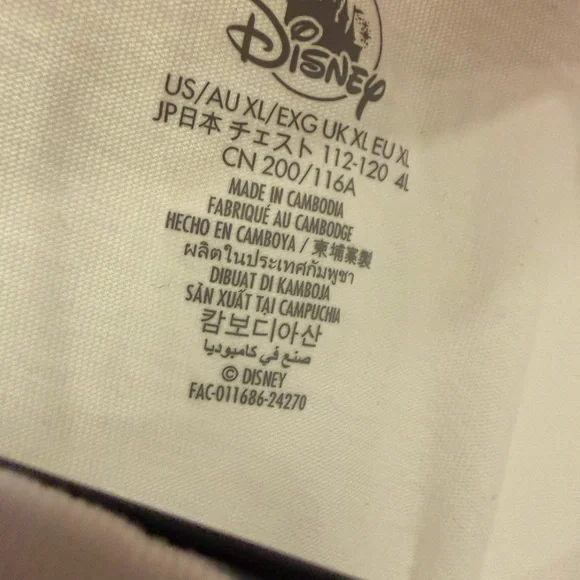 Disney
US/AU XL/EXG UK XL EU XL
JP日本 チェスト 112-120 4L
CN 200/116A
MADE IN CAMBODIA
FABRIQUÉ AU CAMBODGE
HECHO EN CAMBOYA / 柬埔寨製
ผลิตในประเทศกัมพูชา
DIBUAT DI KAMBOJA
SẢN XUẤT TẠI CAMPUCHIA
캄보디아산
صنع في كامبوديا
© DISNEY
FAC-011686-24270